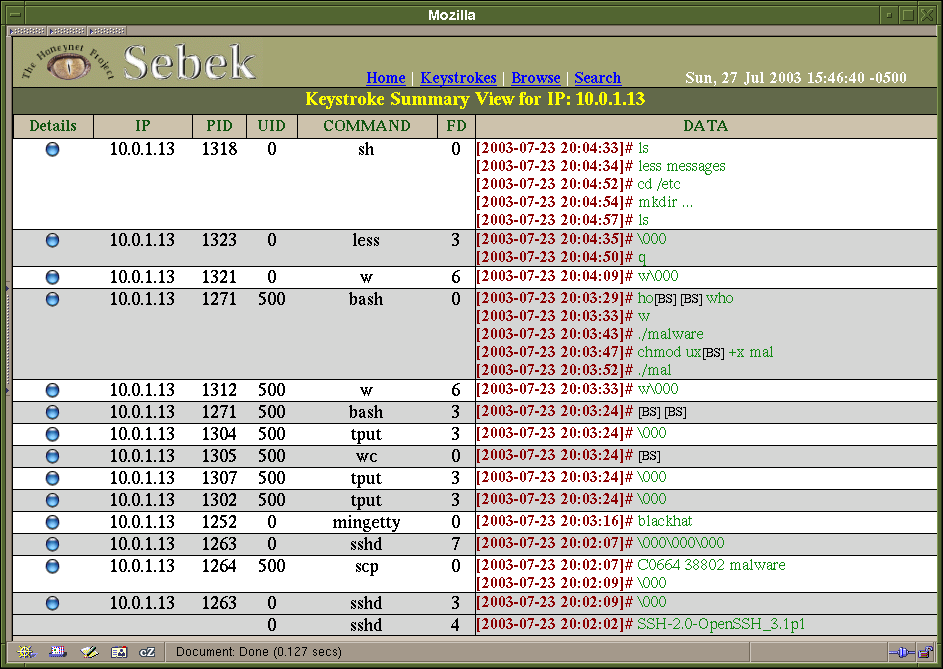 Mozilla
The Honeynet Project
Sebek
Home | Keystrokes | Browse | Search Sun, 27 Jul 2003 15:46:40 -0500
Keystroke Summary View for IP: 10.0.1.13
Details IP PID UID COMMAND FD DATA
10.0.1.13 1318 0 sh 0 [2003-07-23 20:04:33]# ls
[2003-07-23 20:04:34]# less messages
[2003-07-23 20:04:52]# cd /etc
[2003-07-23 20:04:54]# mkdir ...
[2003-07-23 20:04:57]# ls
10.0.1.13 1323 0 less 3 [2003-07-23 20:04:35]# \000
[2003-07-23 20:04:50]# q
10.0.1.13 1321 0 w 6 [2003-07-23 20:04:09]# w\000
10.0.1.13 1271 500 bash 0 [2003-07-23 20:03:29]# ho[BS] [BS] who
[2003-07-23 20:03:33]# w
[2003-07-23 20:03:43]# ./malware
[2003-07-23 20:03:47]# chmod ux[BS] +x mal
[2003-07-23 20:03:52]# ./mal
10.0.1.13 1312 500 w 6 [2003-07-23 20:03:33]# w\000
10.0.1.13 1271 500 bash 3 [2003-07-23 20:03:24]# [BS] [BS]
10.0.1.13 1304 500 tput 3 [2003-07-23 20:03:24]# \000
10.0.1.13 1305 500 wc 0 [2003-07-23 20:03:24]# [BS]
10.0.1.13 1307 500 tput 3 [2003-07-23 20:03:24]# \000
10.0.1.13 1302 500 tput 3 [2003-07-23 20:03:24]# \000
10.0.1.13 1252 0 mingetty 0 [2003-07-23 20:03:16]# blackhat
10.0.1.13 1263 0 sshd 7 [2003-07-23 20:02:07]# \000\000\000
10.0.1.13 1264 500 scp 0 [2003-07-23 20:02:07]# C0664 38802 malware
[2003-07-23 20:02:09]# \000
10.0.1.13 1263 0 sshd 3 [2003-07-23 20:02:09]# \000
0 sshd 4 [2003-07-23 20:02:02]# SSH-2.0-OpenSSH_3.1p1
cZ Document: Done (0.127 secs)